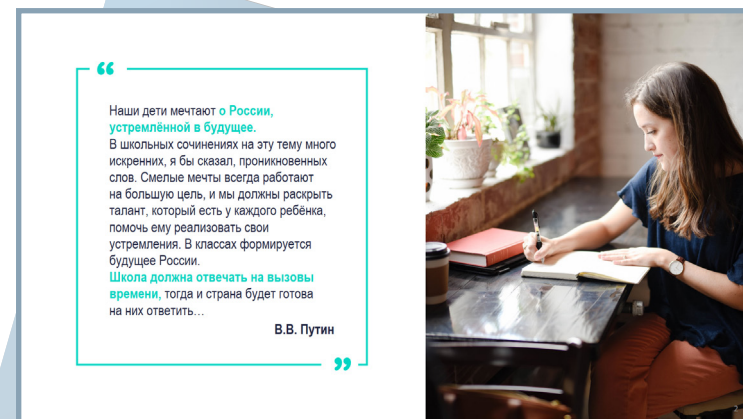 “
Наши дети мечтают о России,
устремлённой в будущее.
В школьных сочинениях на эту тему много
искренних, я бы сказал, проникновенных
слов. Смелые мечты всегда работают
на большую цель, и мы должны раскрыть
талант, который есть у каждого ребёнка,
помочь ему реализовать свои
устремления. В классах формируется
будущее России.
Школа должна отвечать на вызовы
времени, тогда и страна будет готова
на них ответить…
В.В. Путин
”